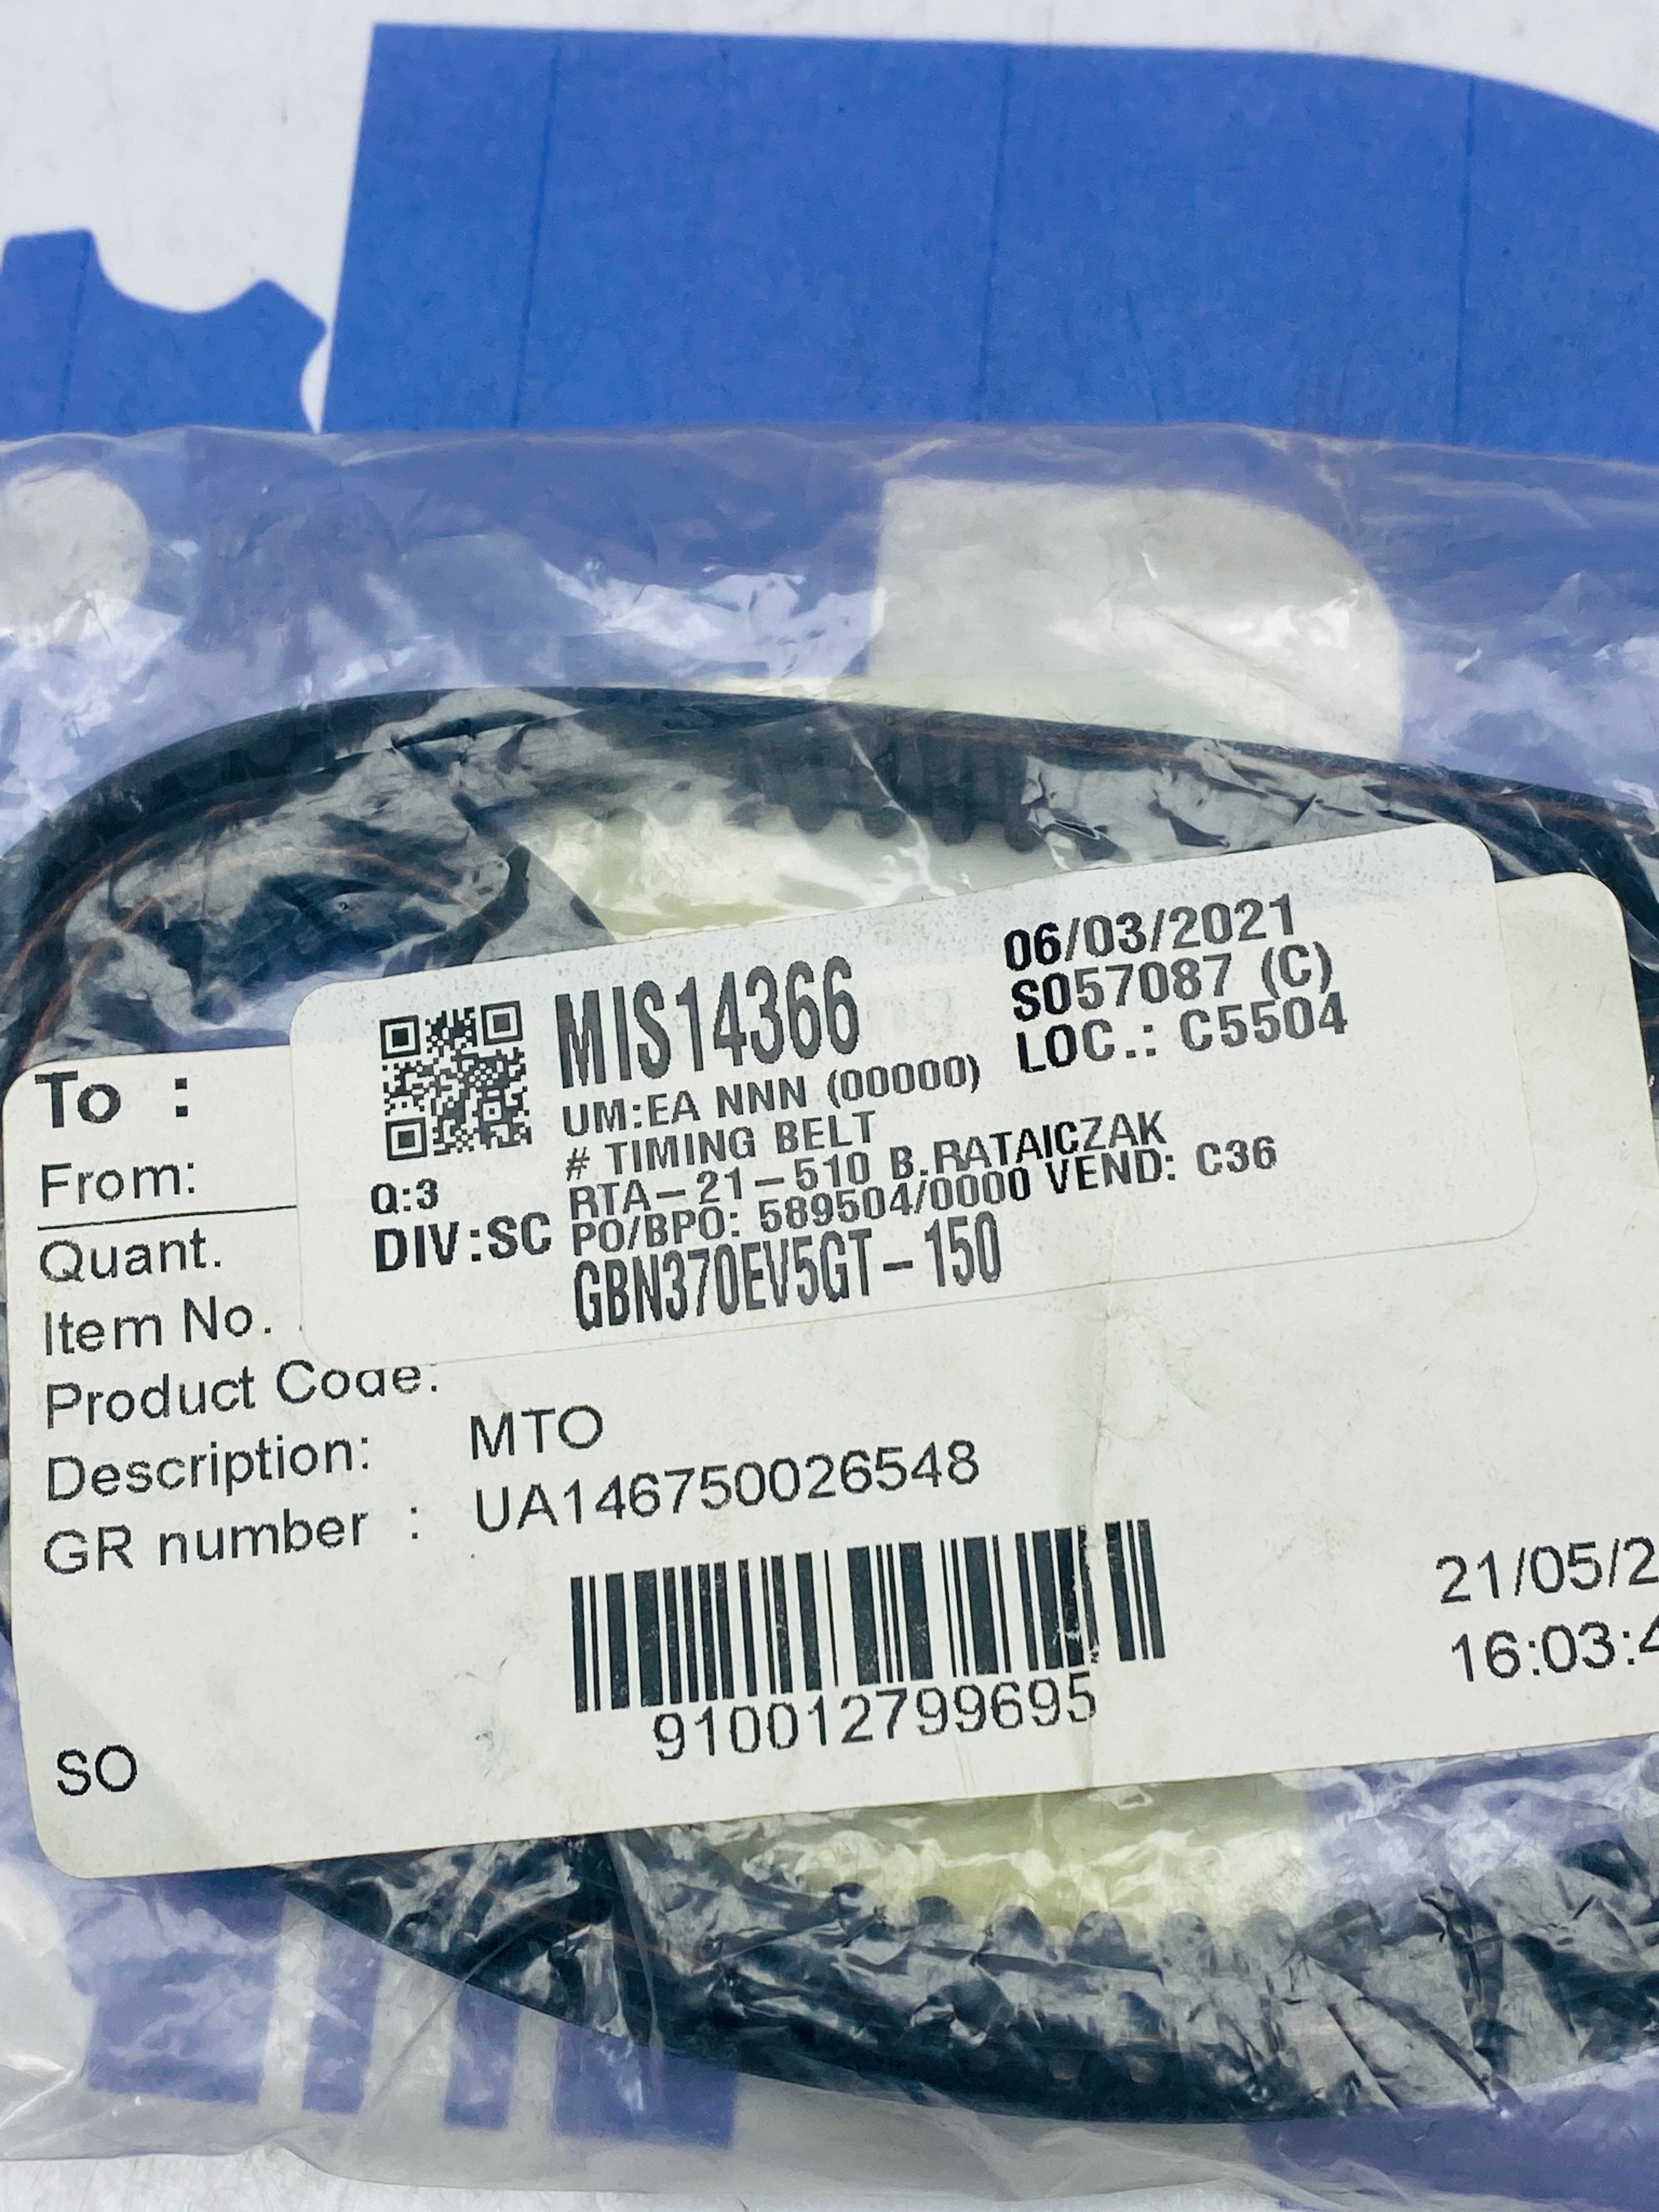 MIS14366
06/03/2021
S057087 (C)
LOC.: C5504
UM:EA NNN (00000)
# TIMING BELT
RTA-21-510 B.RATAICZAK
PO/BPO: 589504/0000 VEND: C36
GBN370EV5GT-150
Q:3
DIV:SC
To :
From:
Quant.
Item No.
Product Code:
Description: MTO
GR number : UA146750026548
910012799695
21/05/2
16:03:4
SO